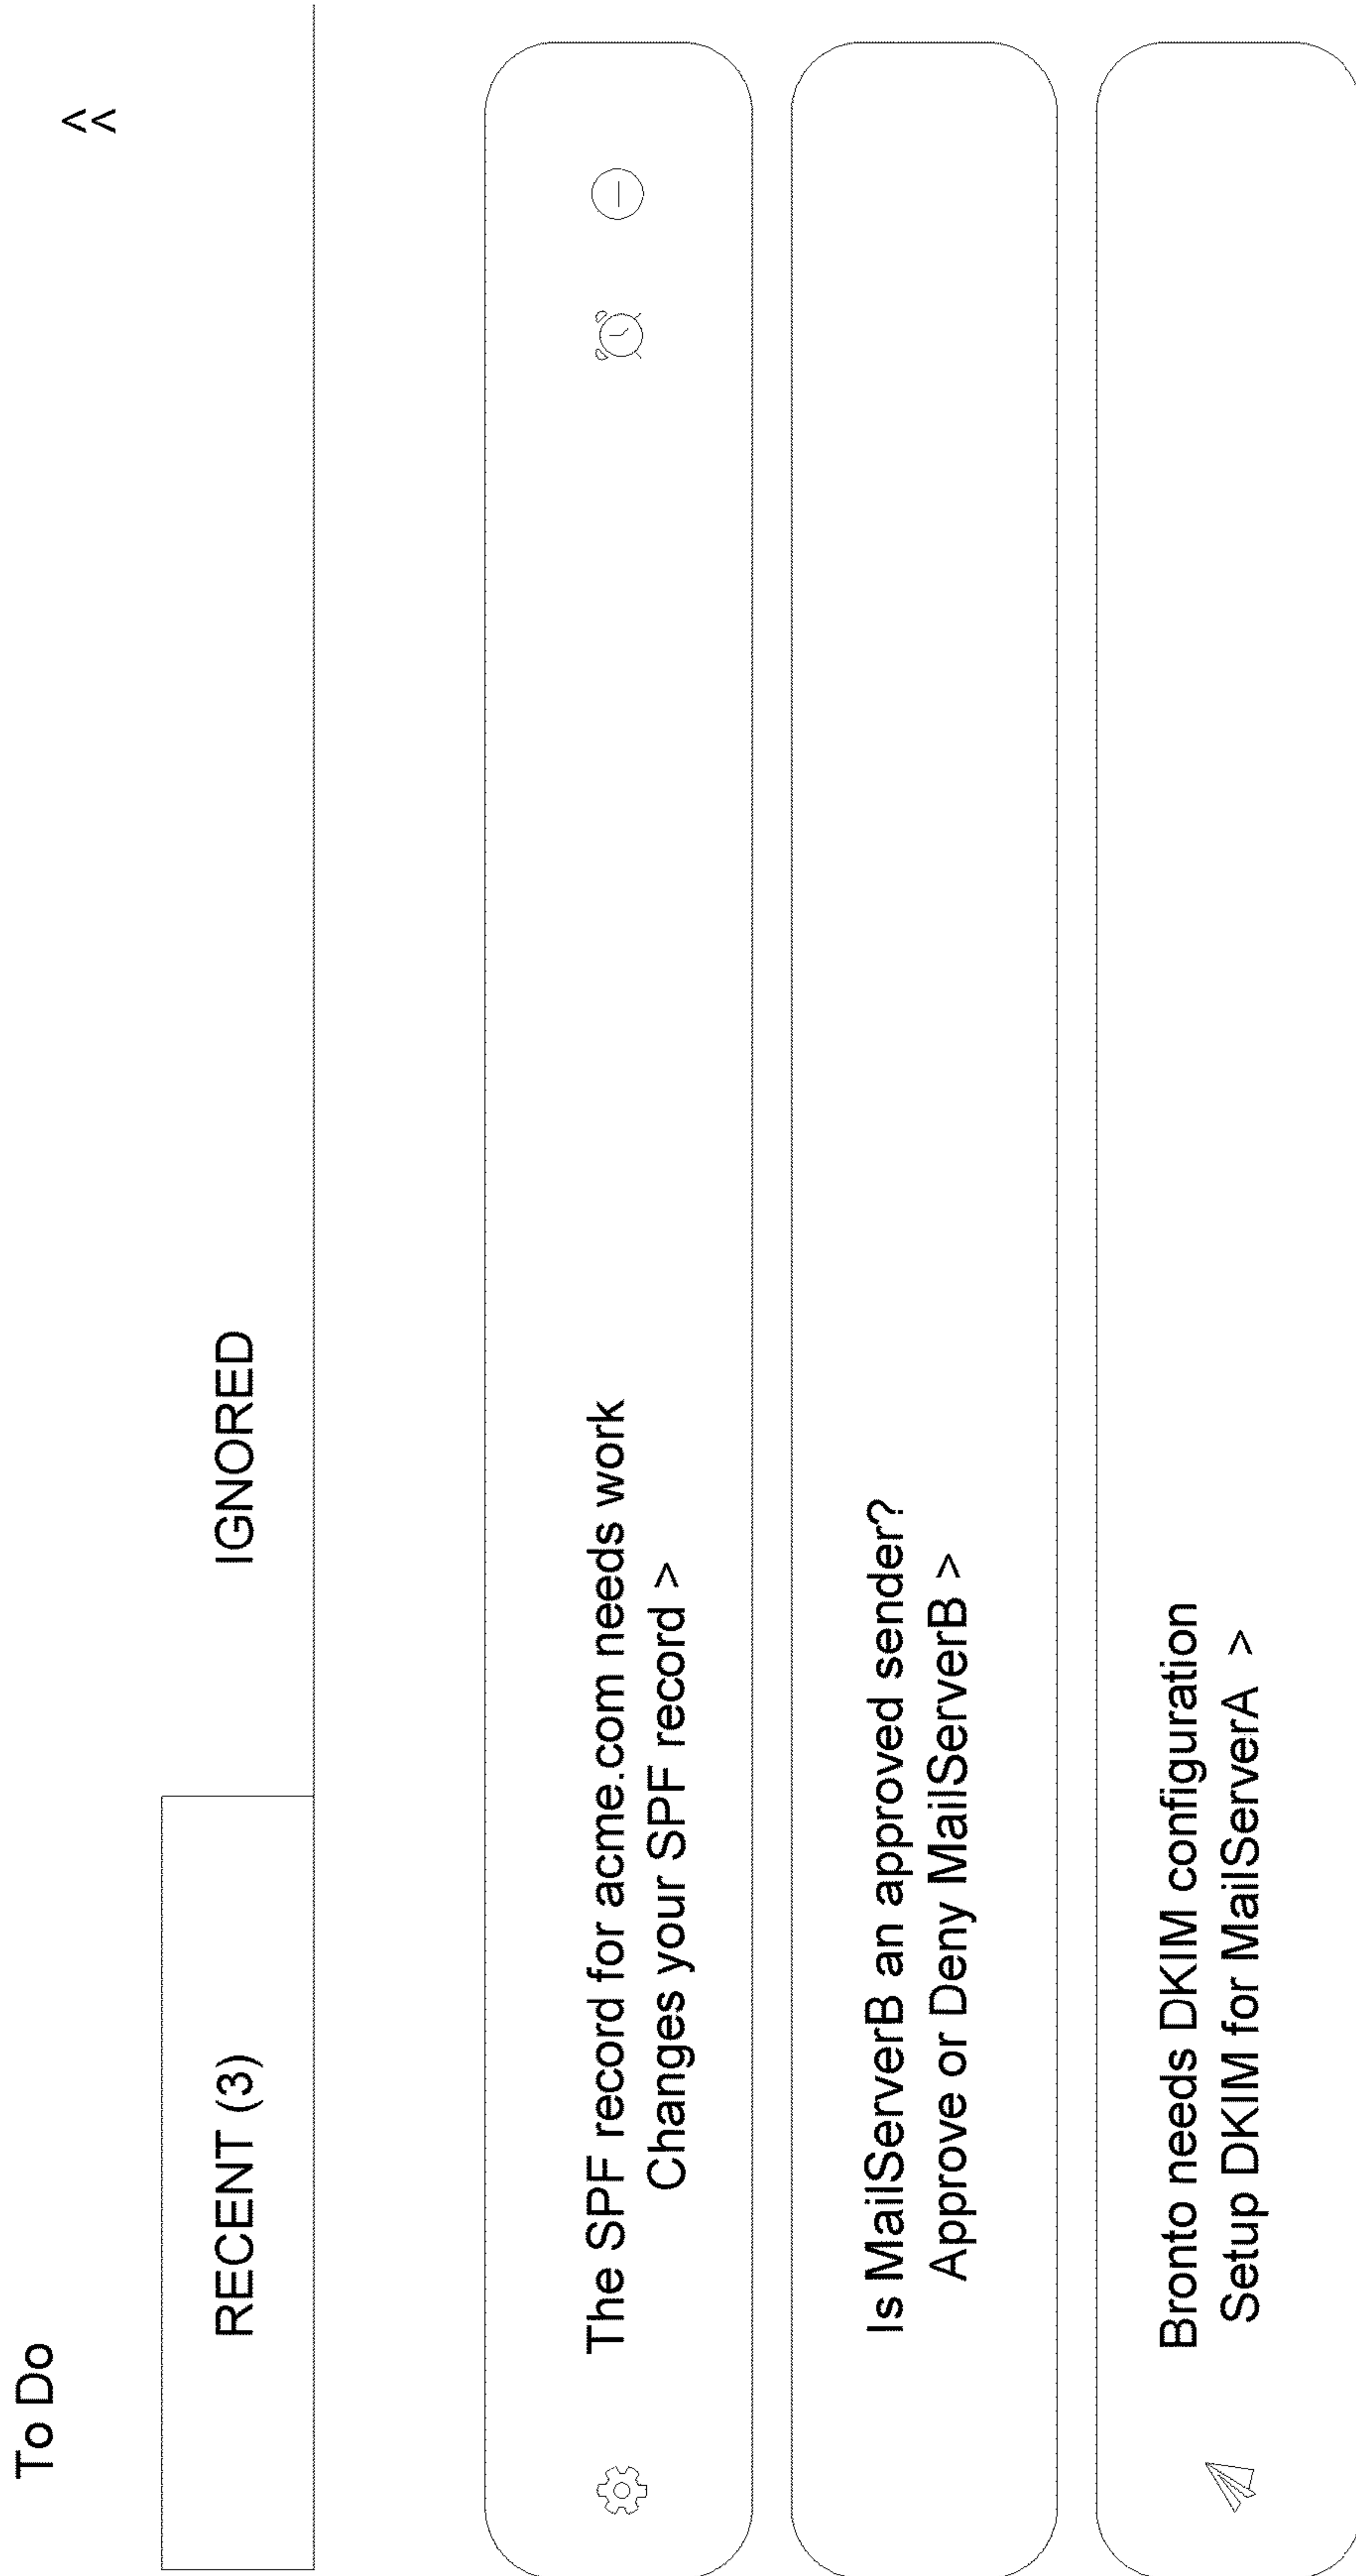 To Do
<<
RECENT (3)
IGNORED
The SPF record for acme.com needs work
Changes your SPF record >
Is MailServerB an approved sender?
Approve or Deny MailServerB >
Bronto needs DKIM configuration
Setup DKIM for MailServerA >